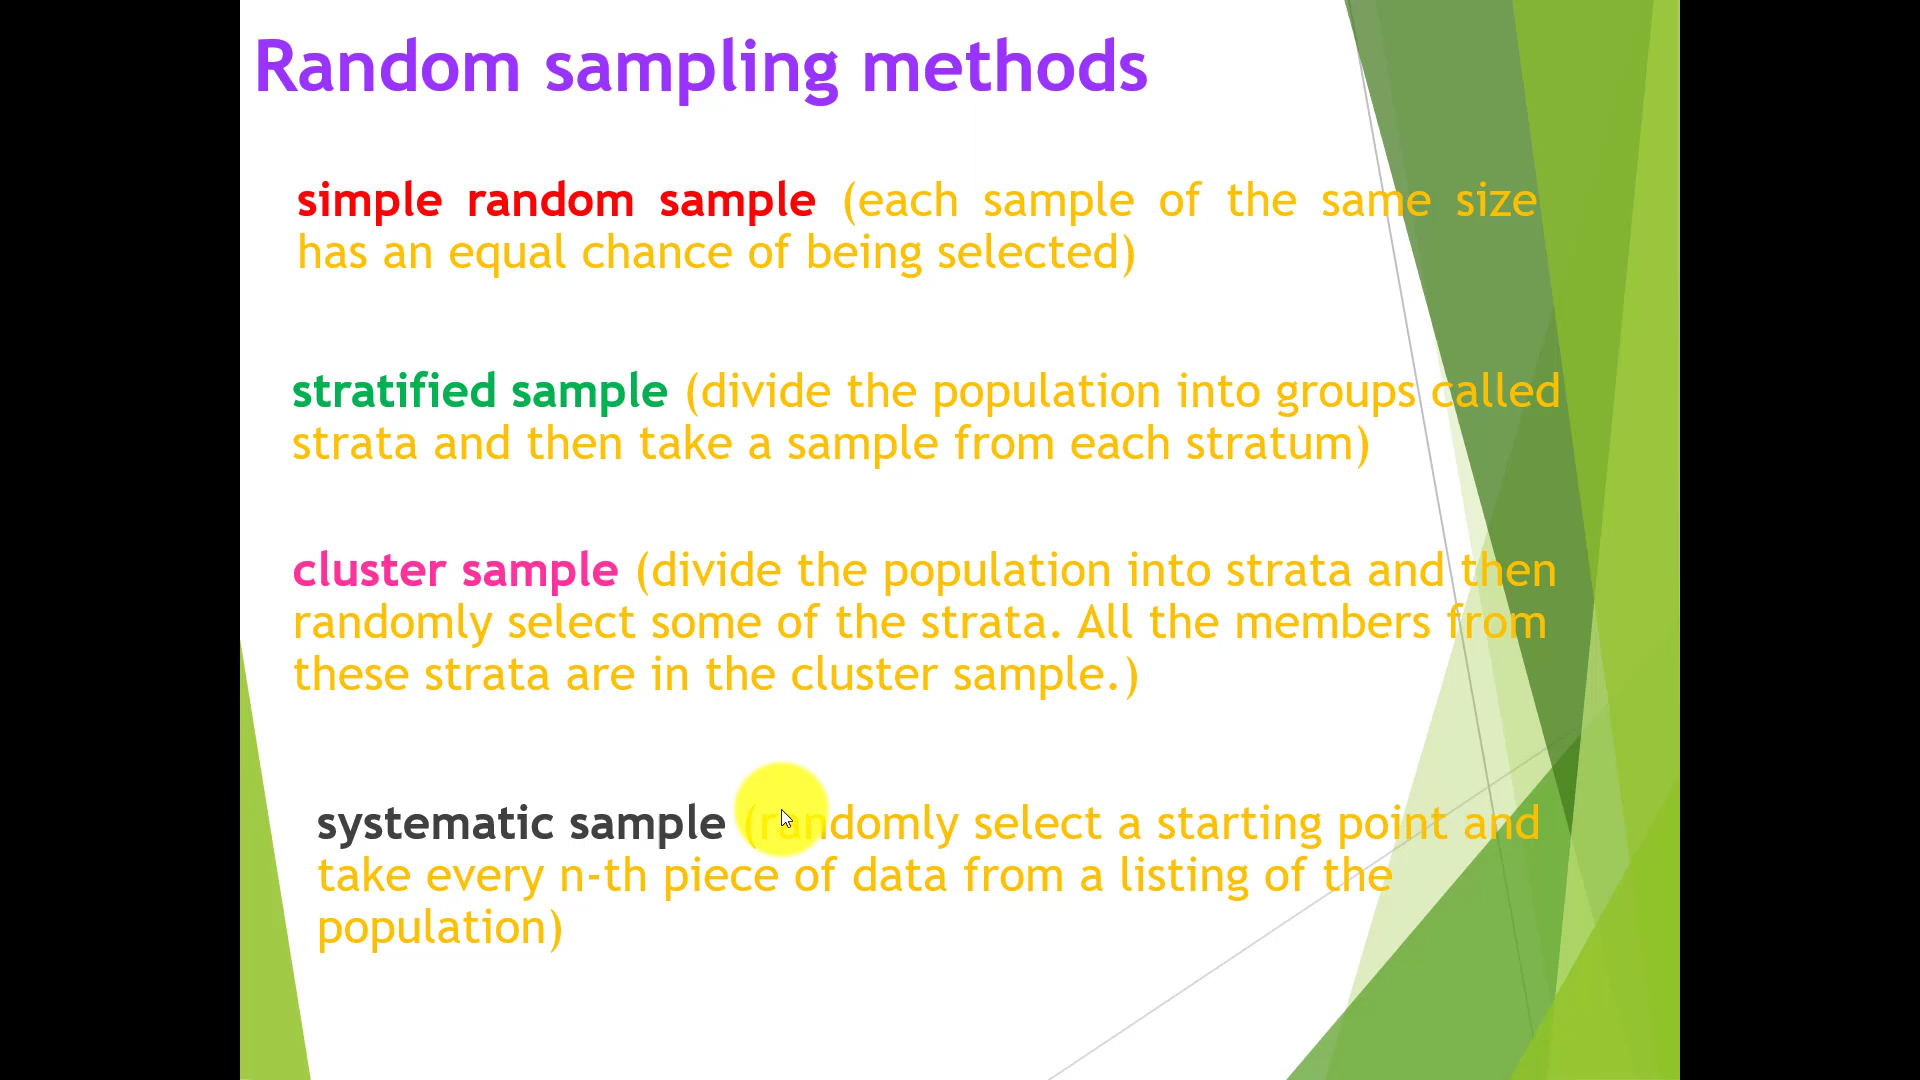 Random sampling methods
simple random sample (each sample of the same size
has an equal chance of being selected)
stratified sample (divide the population into groups called
strata and then take a sample from each stratum)
cluster sample (divide the population into strata and then
randomly select some of the strata. All the members from
these strata are in the cluster sample.)
systematic sample (randomly select a starting point and
take every n-th piece of data from a listing of the
population)